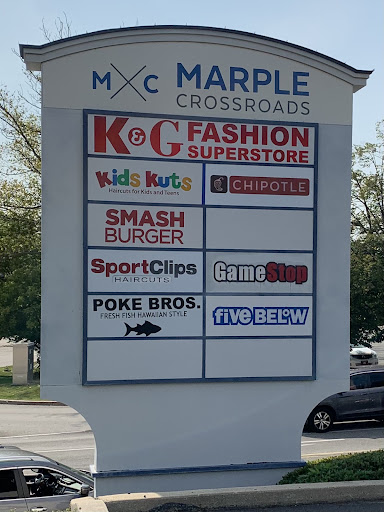 M C MARPLE
CROSSROADS
K&G FASHION
SUPERSTORE
Kids Kuts
Haircuts for Kids and Teens
CHIPOTLE
SMASH
BURGER
SportClips
HAIRCUTS
GameStop
POKE BROS.
FRESH FISH HAWAIIAN STYLE
five BELOW